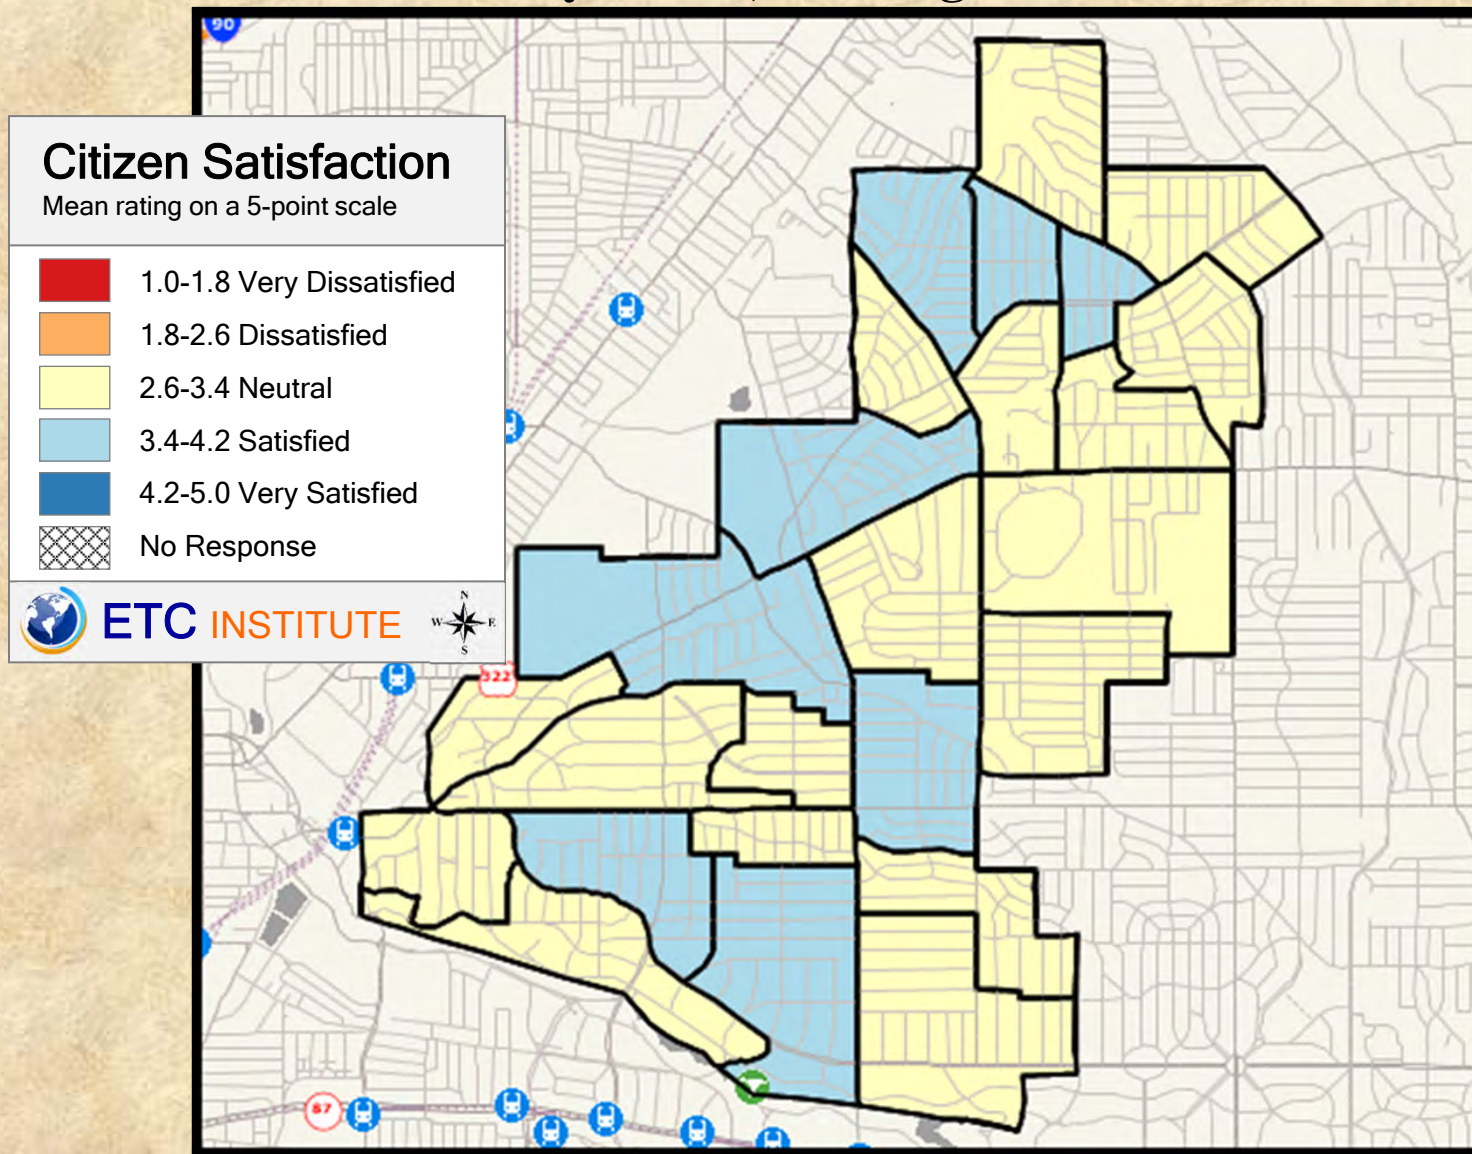 90
Citizen Satisfaction
Mean rating on a 5-point scale
1.0-1.8 Very Dissatisfied
1.8-2.6 Dissatisfied
2.6-3.4 Neutral
3.4-4.2 Satisfied
4.2-5.0 Very Satisfied
No Response
ETC INSTITUTE
N
W E
S
322
87